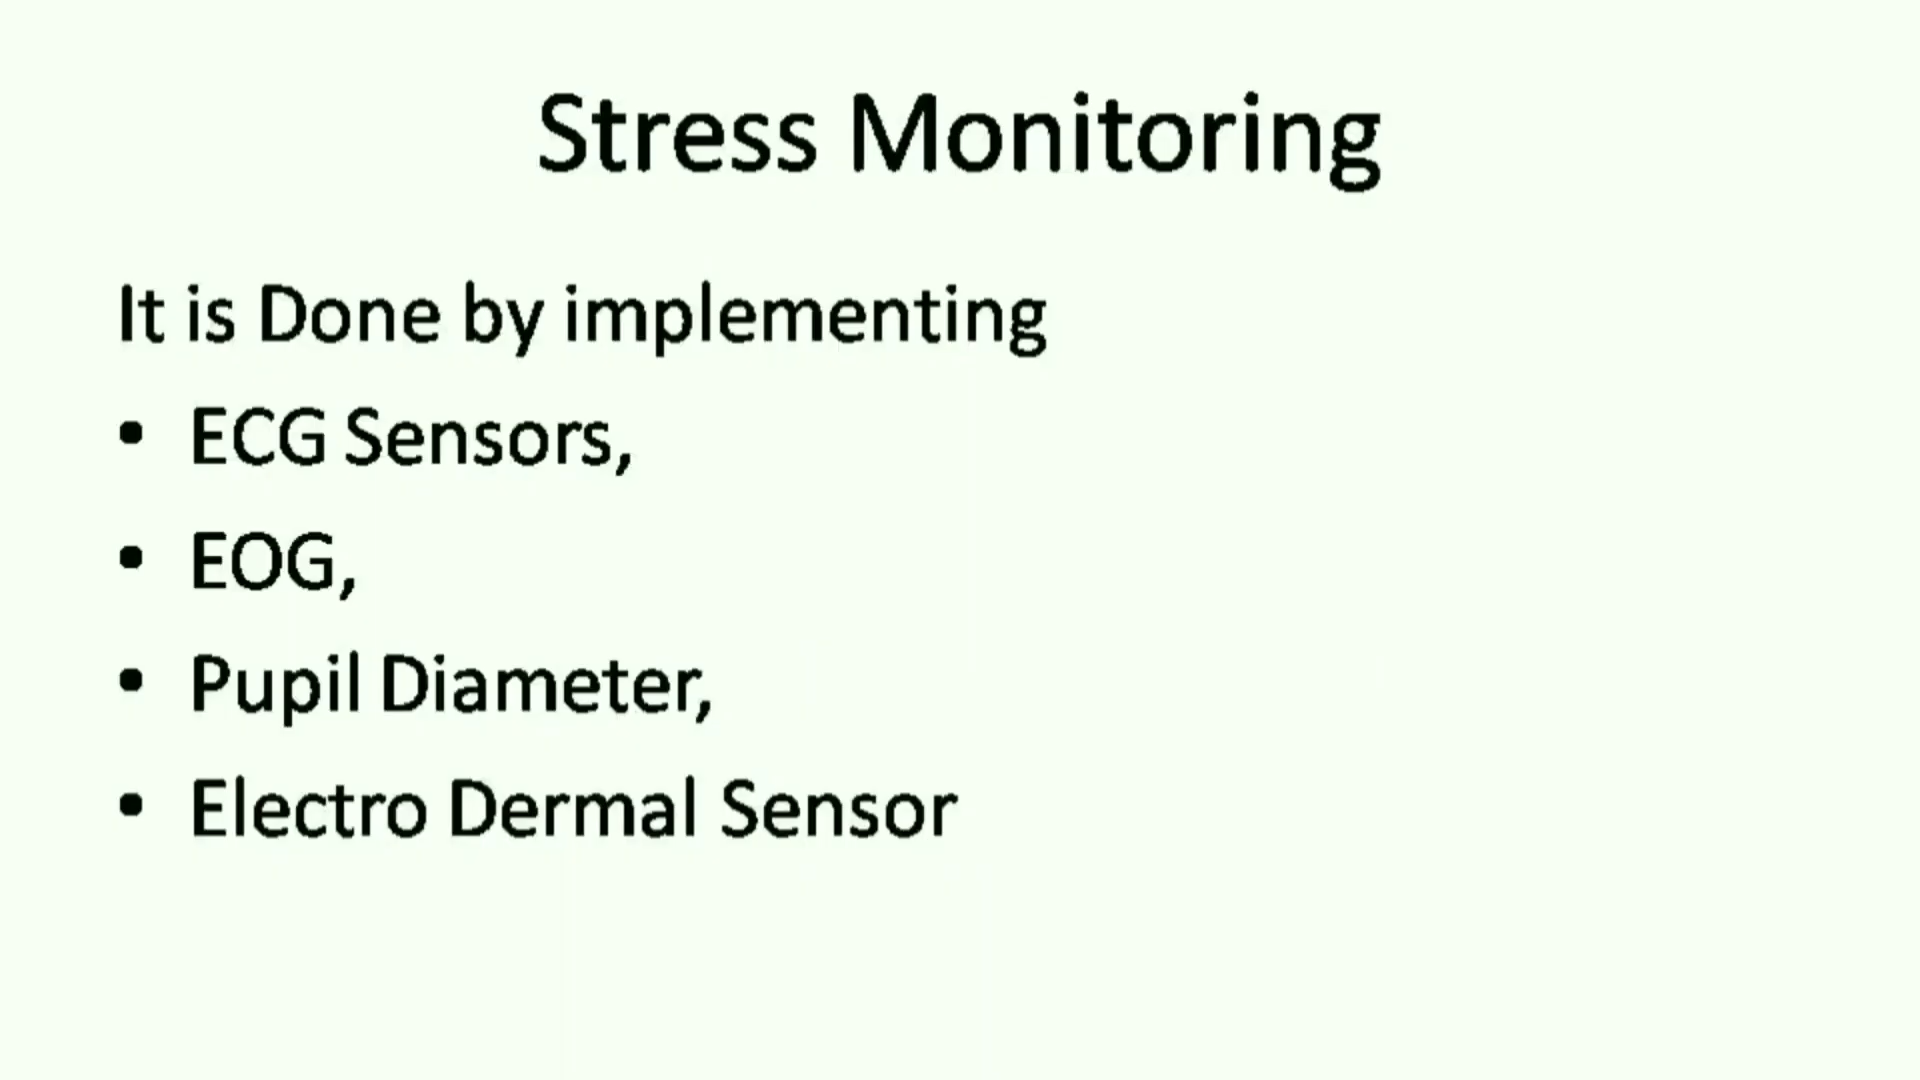 Stress Monitoring
It is Done by implementing
• ECG Sensors,
• EOG,
• Pupil Diameter,
• Electro Dermal Sensor